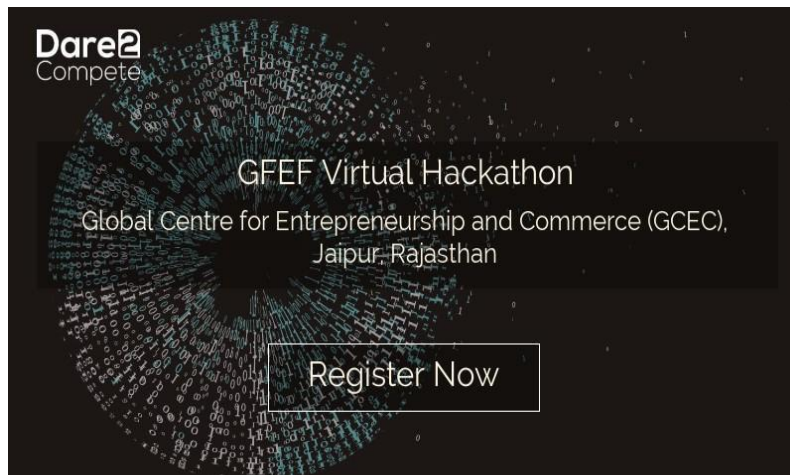 Dare2
Compete
GFEF Virtual Hackathon
Global Centre for Entrepreneurship and Commerce (GCEC),
Jaipur, Rajasthan
Register Now